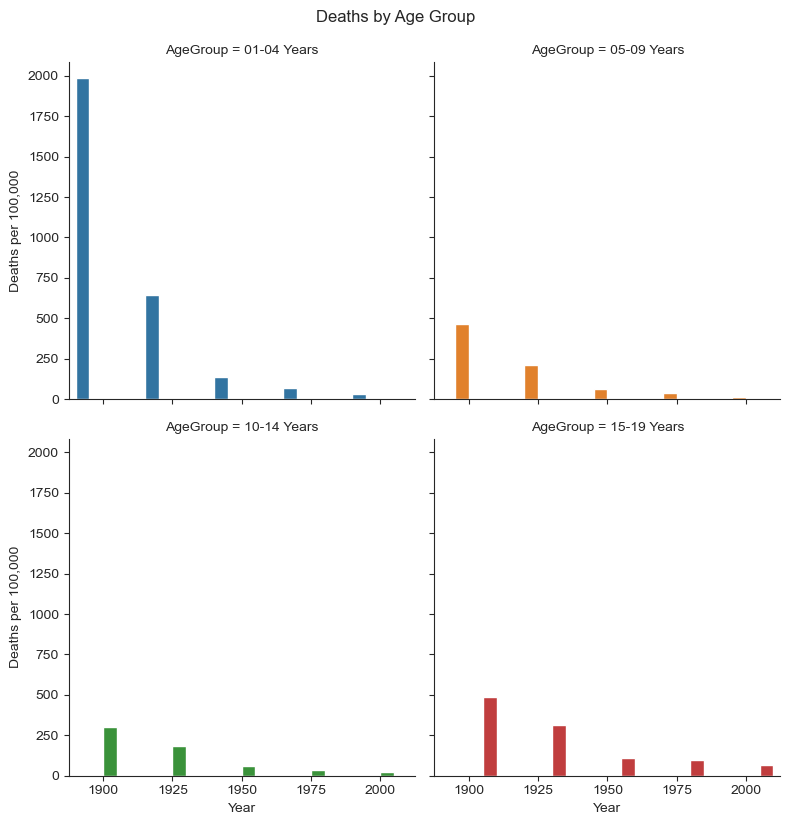 Deaths by Age Group
AgeGroup = 01-04 Years
AgeGroup = 05-09 Years
2000
1750
1500
1250
1000
750
500
250
0
Deaths per 100,000
AgeGroup = 10-14 Years
AgeGroup = 15-19 Years
2000
1750
1500
1250
1000
750
500
250
0
Deaths per 100,000
1900 1925 1950 1975 2000
Year
1900 1925 1950 1975 2000
Year